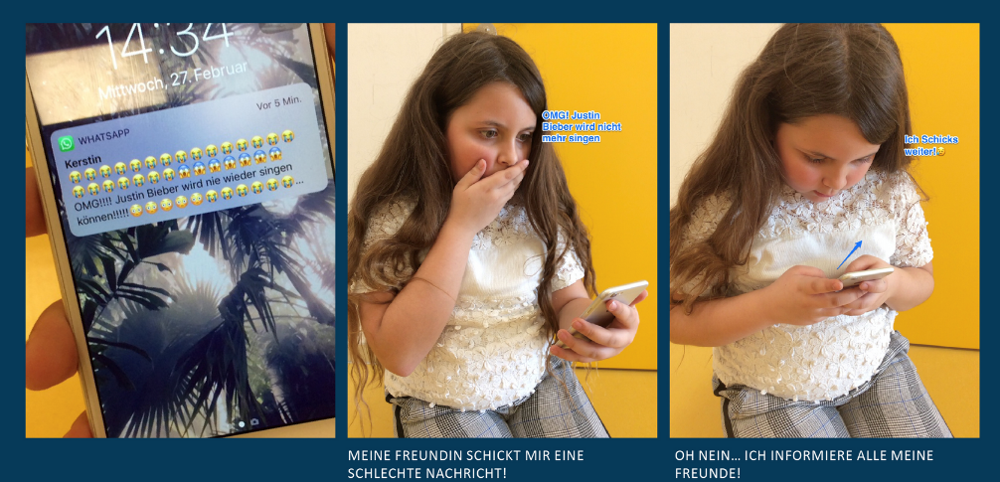 14:34
Mittwoch, 27. Februar
WHATSAPP
Vor 5 Min.
Kerstin
😭😭😭😭😭😭😭😭😭😭😭😭😭😭😭
😭😭😭😭😭😭😭😱😱😱😱😱😱😱
OMG!!!! Justin Bieber wird nie wieder singen
können!!!!!😳😳😳😳😳😭😭😭😭😭😭...
OMG! Justin
Bieber wird nicht
mehr singen
Ich Schicks
weiter!😂
MEINE FREUNDIN SCHICKT MIR EINE
SCHLECHTE NACHRICHT!
OH NEIN... ICH INFORMIERE ALLE MEINE
FREUNDE!